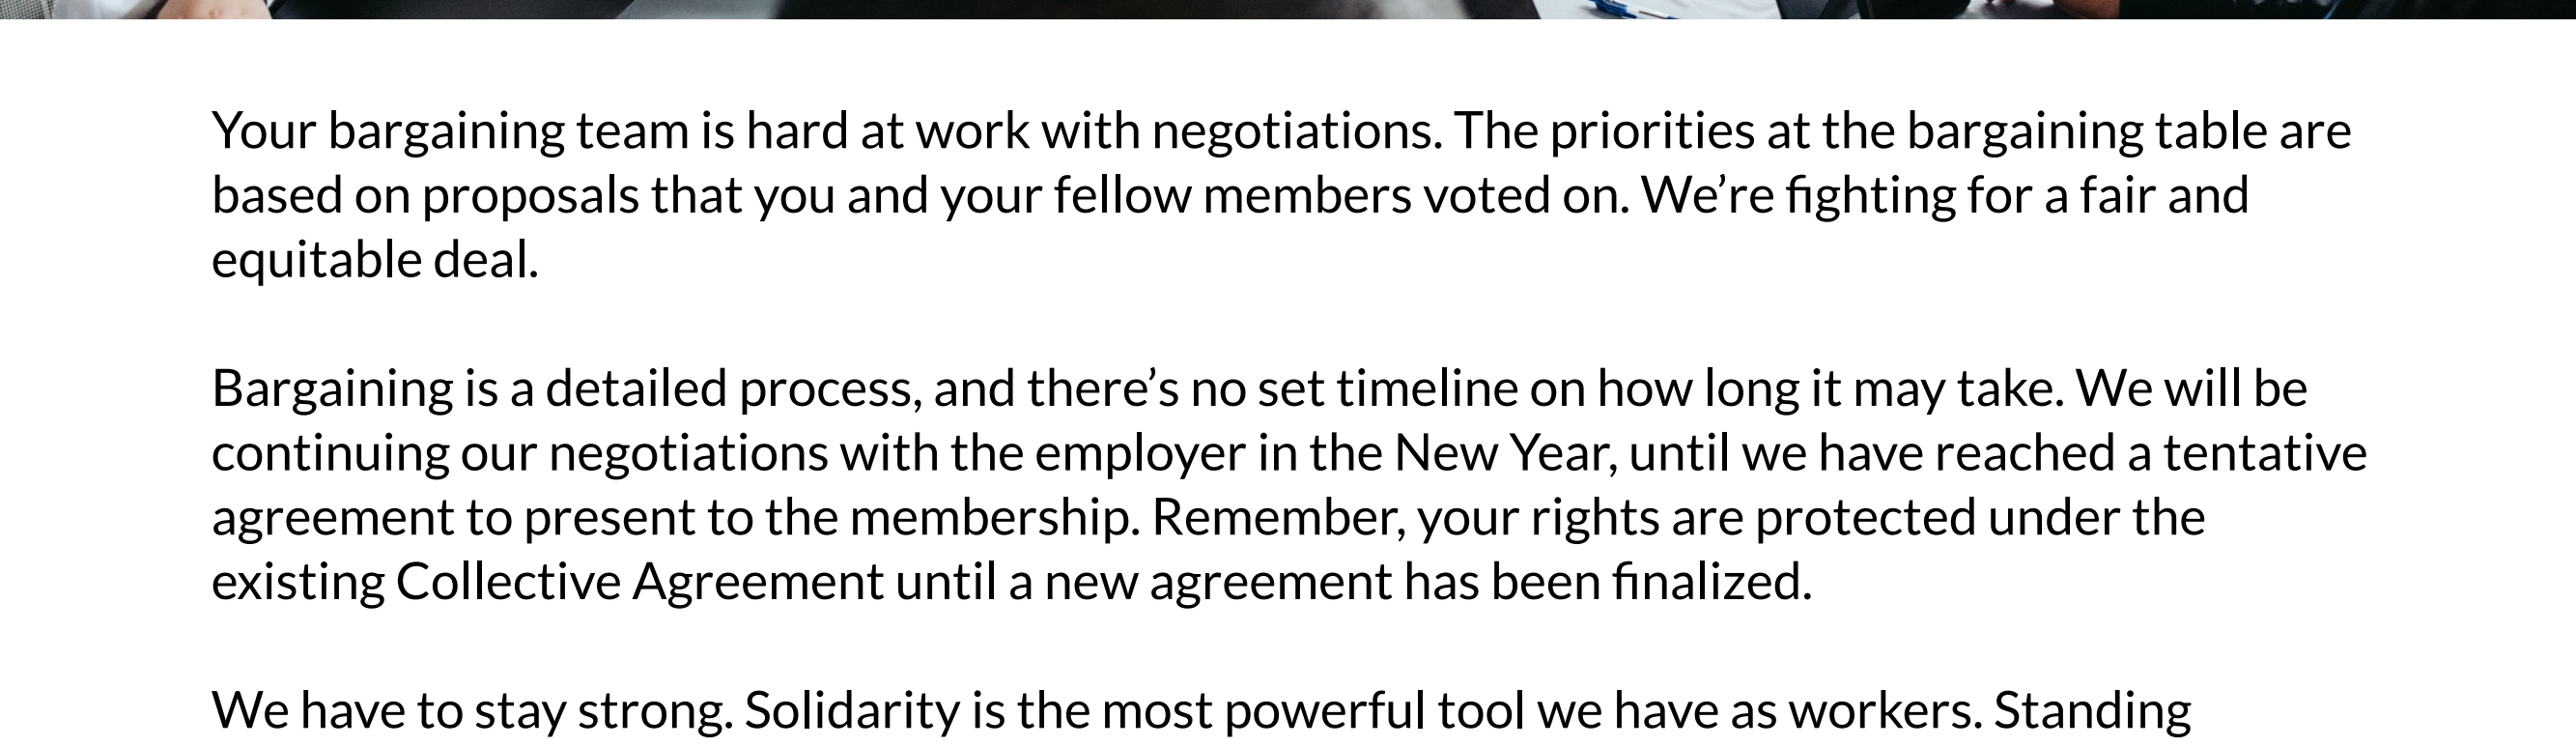 Your bargaining team is hard at work with negotiations. The priorities at the bargaining table are
based on proposals that you and your fellow members voted on. We’re fighting for a fair and
equitable deal.
Bargaining is a detailed process, and there’s no set timeline on how long it may take. We will be
continuing our negotiations with the employer in the New Year, until we have reached a tentative
agreement to present to the membership. Remember, your rights are protected under the
existing Collective Agreement until a new agreement has been finalized.
We have to stay strong. Solidarity is the most powerful tool we have as workers. Standing